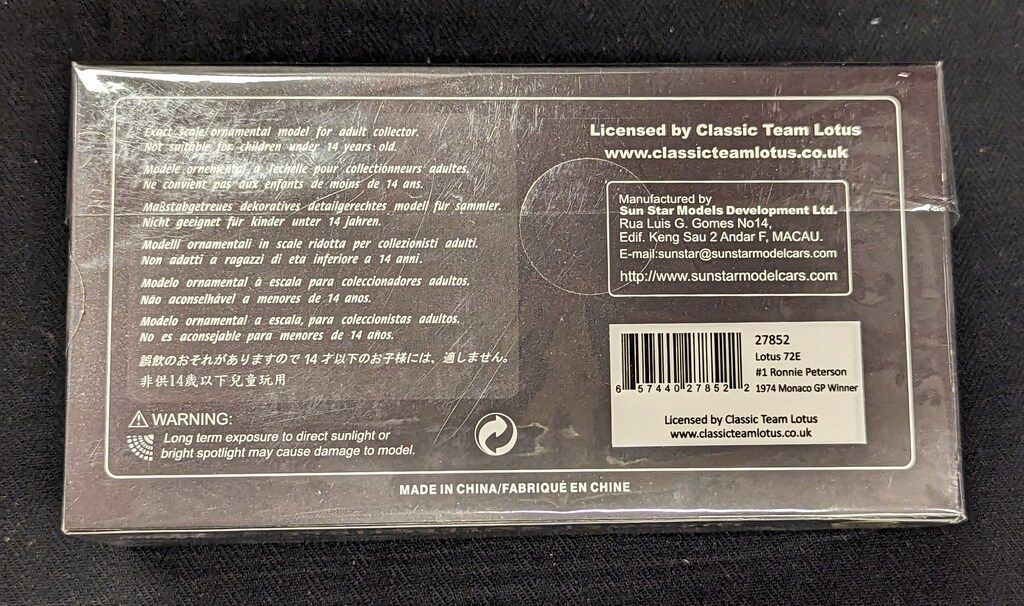 Exact scale ornamental model for adult collector.
Not suitable for children under 14 years old.
Modele ornemental a l'echelle pour collectionneurs adultes.
Ne convient pas aux enfants de moins de 14 ans.
Maßstabgetreues dekoratives detailgerechtes modell für sammler.
Nicht geeignet für kinder unter 14 jahren.
Modelli ornamentali in scale ridotta per collezionisti adulti.
Non adatti a ragazzi di eta inferiore a 14 anni.
Modelo ornamental à escala para coleccionadores adultos.
Não aconselhável a menores de 14 anos.
Modelo ornamental a escala, para coleccionistas adultos.
No es aconsejable para menores de 14 años.
誤飲のおそれがありますので 14 才以下のお子様には、適しません。
非供14歲以下兒童玩用
WARNING:
Long term exposure to direct sunlight or
bright spotlight may cause damage to model.
Licensed by Classic Team Lotus
www.classicteamlotus.co.uk
Manufactured by
Sun Star Models Development Ltd.
Rua Luis G. Gomes No14,
Edif. Keng Sau 2 Andar F, MACAU.
E-mail:sunstar@sunstarmodelcars.com
http://www.sunstarmodelcars.com
27852
Lotus 72E
#1 Ronnie Peterson
1974 Monaco GP Winner
6 57440 27852 2
Licensed by Classic Team Lotus
www.classicteamlotus.co.uk
MADE IN CHINA/FABRIQUÉ EN CHINE